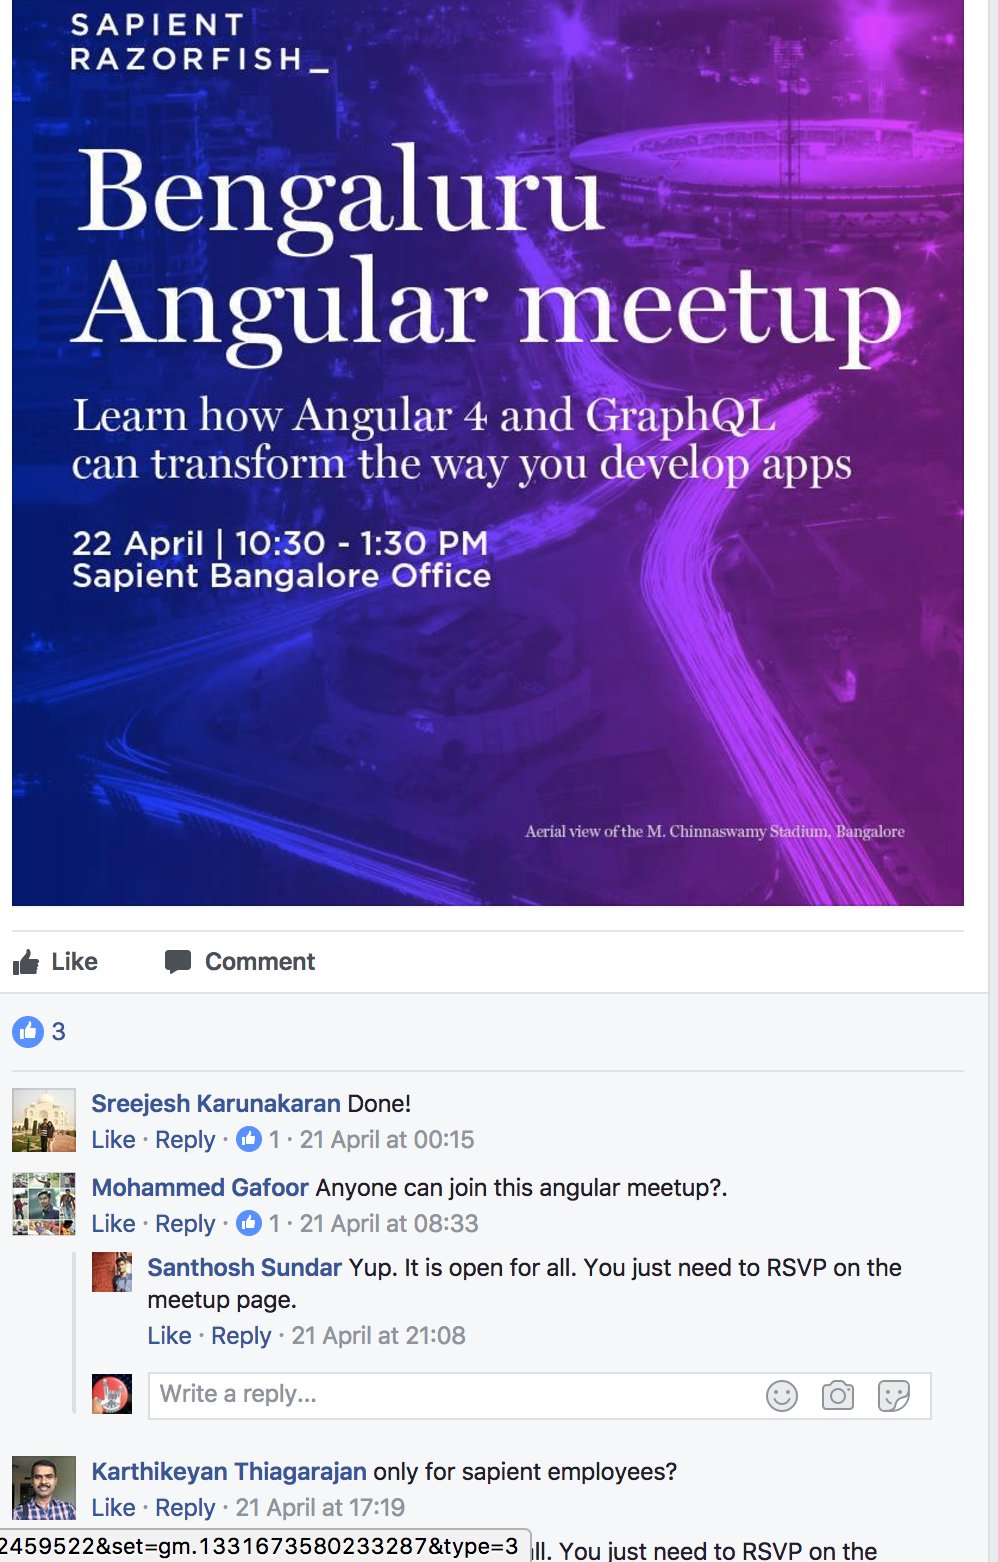 SAPIENT
RAZORFISH_
Bengaluru
Angular meetup
Learn how Angular 4 and GraphQL
can transform the way you develop apps
22 April | 10:30 - 1:30 PM
Sapient Bangalore Office
Aerial view of the M. Chinnaswamy Stadium, Bangalore
Like Comment
3
Sreejesh Karunakaran Done!
Like · Reply · 1 · 21 April at 00:15
Mohammed Gafoor Anyone can join this angular meetup?.
Like · Reply · 1 · 21 April at 08:33
Santhosh Sundar Yup. It is open for all. You just need to RSVP on the
meetup page.
Like · Reply · 21 April at 21:08
Write a reply...
Karthikeyan Thiagarajan only for sapient employees?
Like · Reply · 21 April at 17:19
2459522&set=gm.1331673580233287&type=3
ll. You just need to RSVP on the